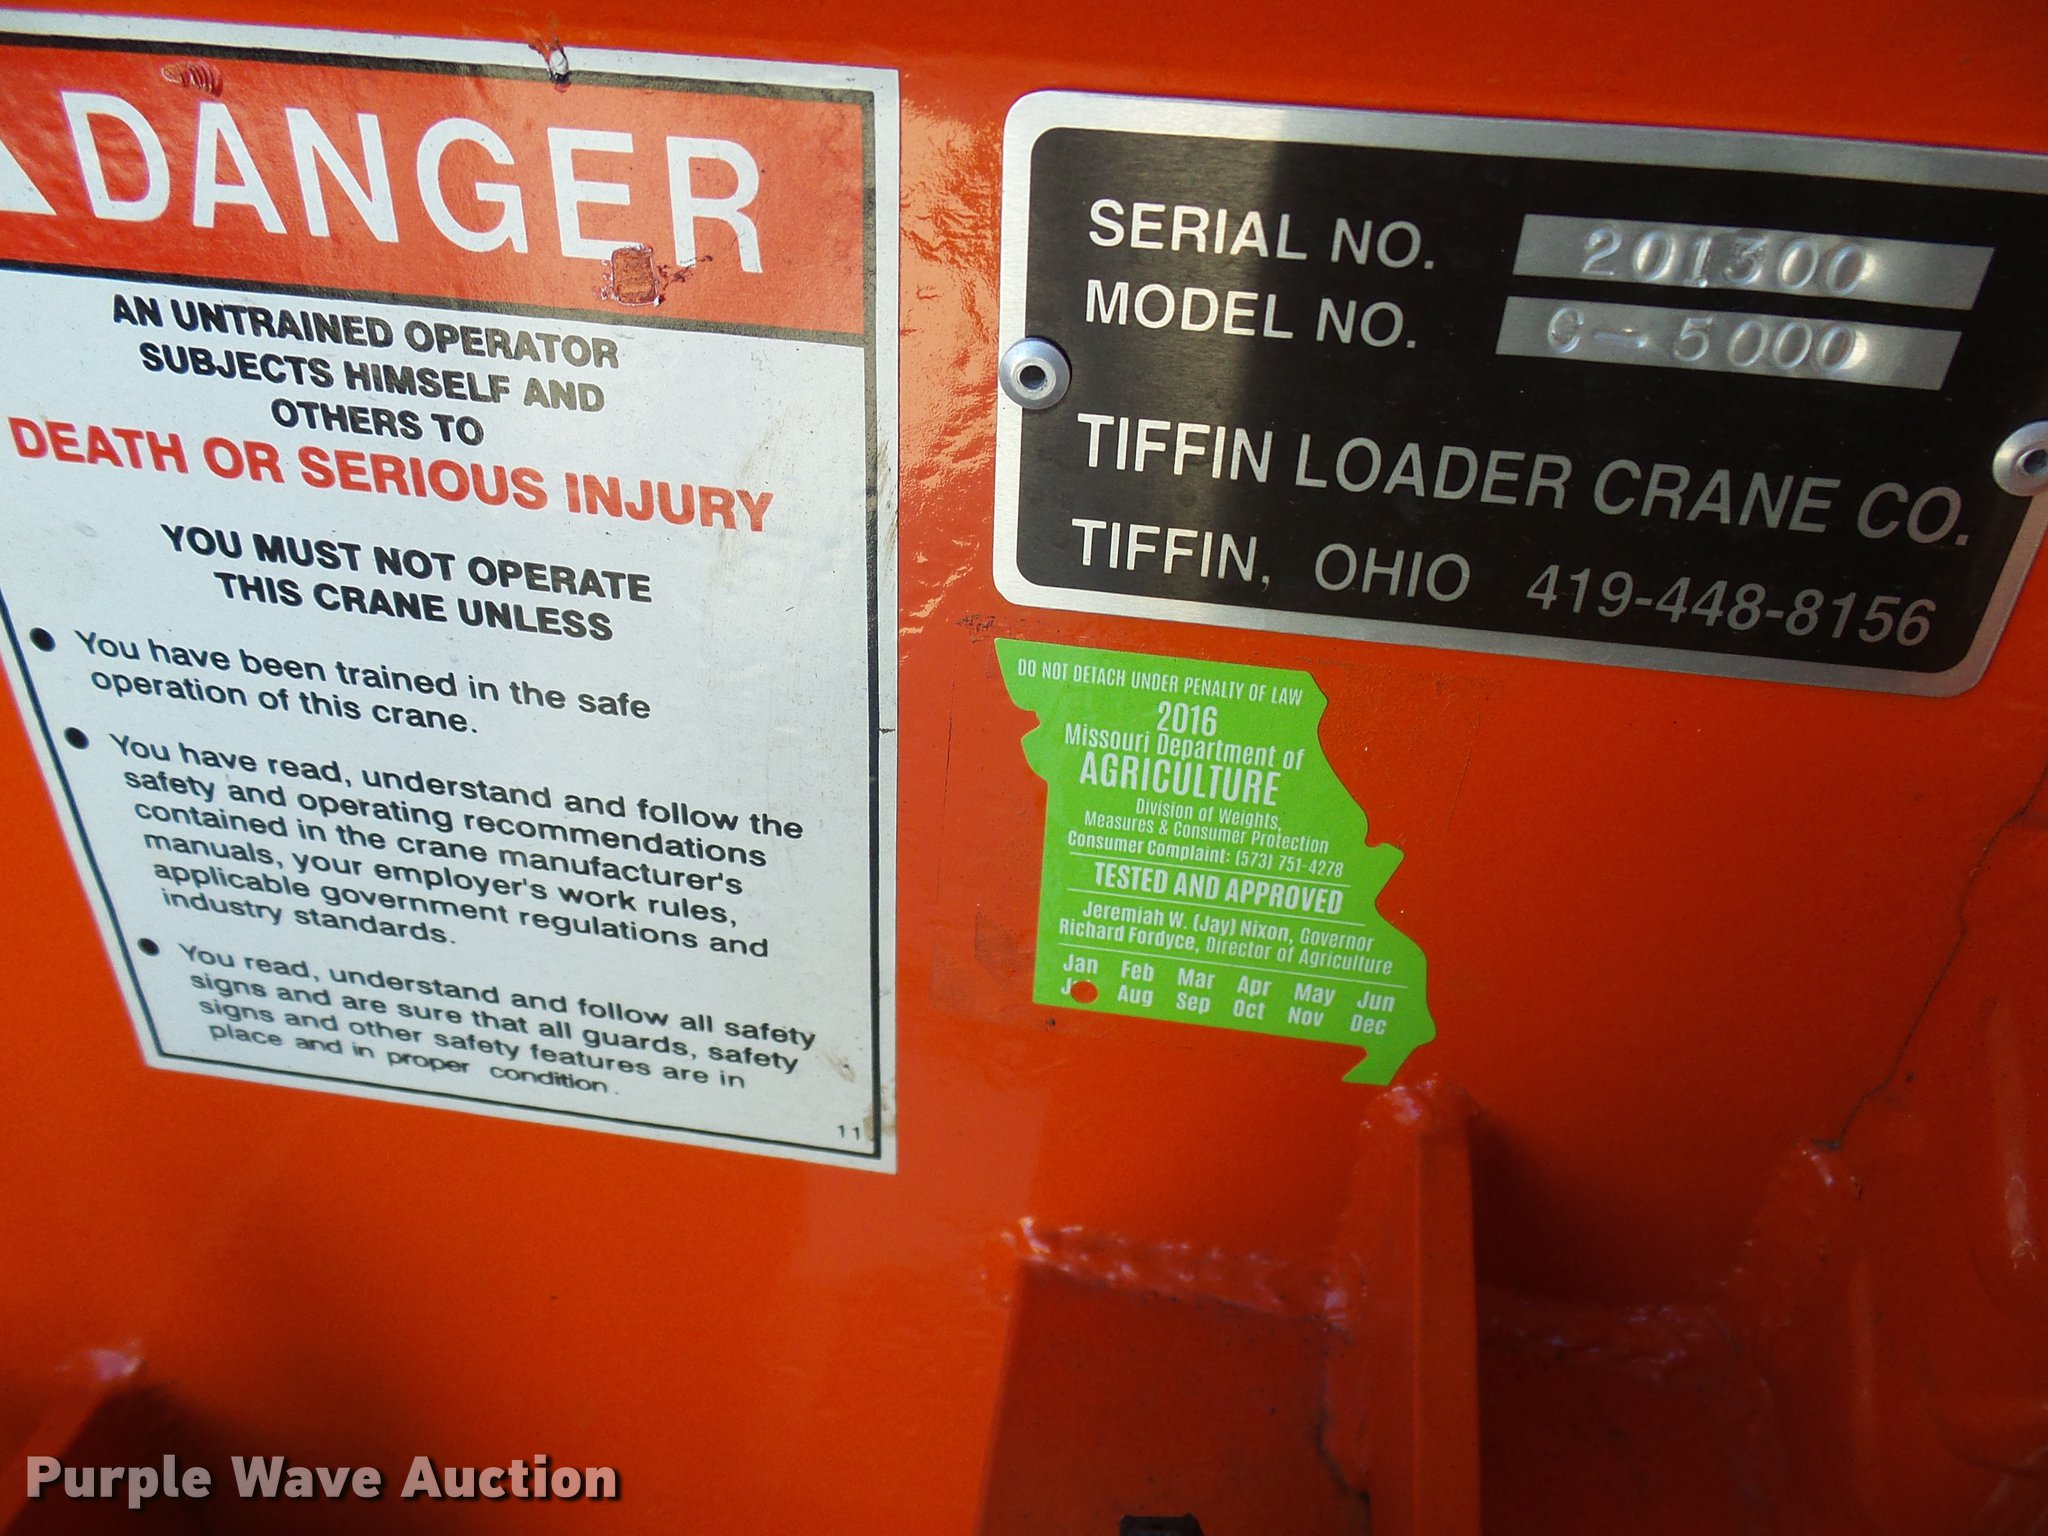 DANGER
AN UNTRAINED OPERATOR
SUBJECTS HIMSELF AND
OTHERS TO
DEATH OR SERIOUS INJURY
YOU MUST NOT OPERATE
THIS CRANE UNLESS
● You have been trained in the safe
operation of this crane.
● You have read, understand and follow the
safety and operating recommendations
contained in the crane manufacturer's
manuals, your employer's work rules,
applicable government regulations and
industry standards.
● You read, understand and follow all safety
signs and are sure that all guards, safety
signs and other safety features are in
place and in proper condition.
11
SERIAL NO. 201300
MODEL NO. C-5000
TIFFIN LOADER CRANE CO.
TIFFIN, OHIO 419-448-8156
DO NOT DETACH UNDER PENALTY OF LAW
2016
Missouri Department of
AGRICULTURE
Division of Weights,
Measures & Consumer Protection
Consumer Complaint: (573) 751-4278
TESTED AND APPROVED
Jeremiah W. (Jay) Nixon, Governor
Richard Fordyce, Director of Agriculture
Jan Feb Mar Apr May Jun
Aug Sep Oct Nov Dec
Purple Wave Auction